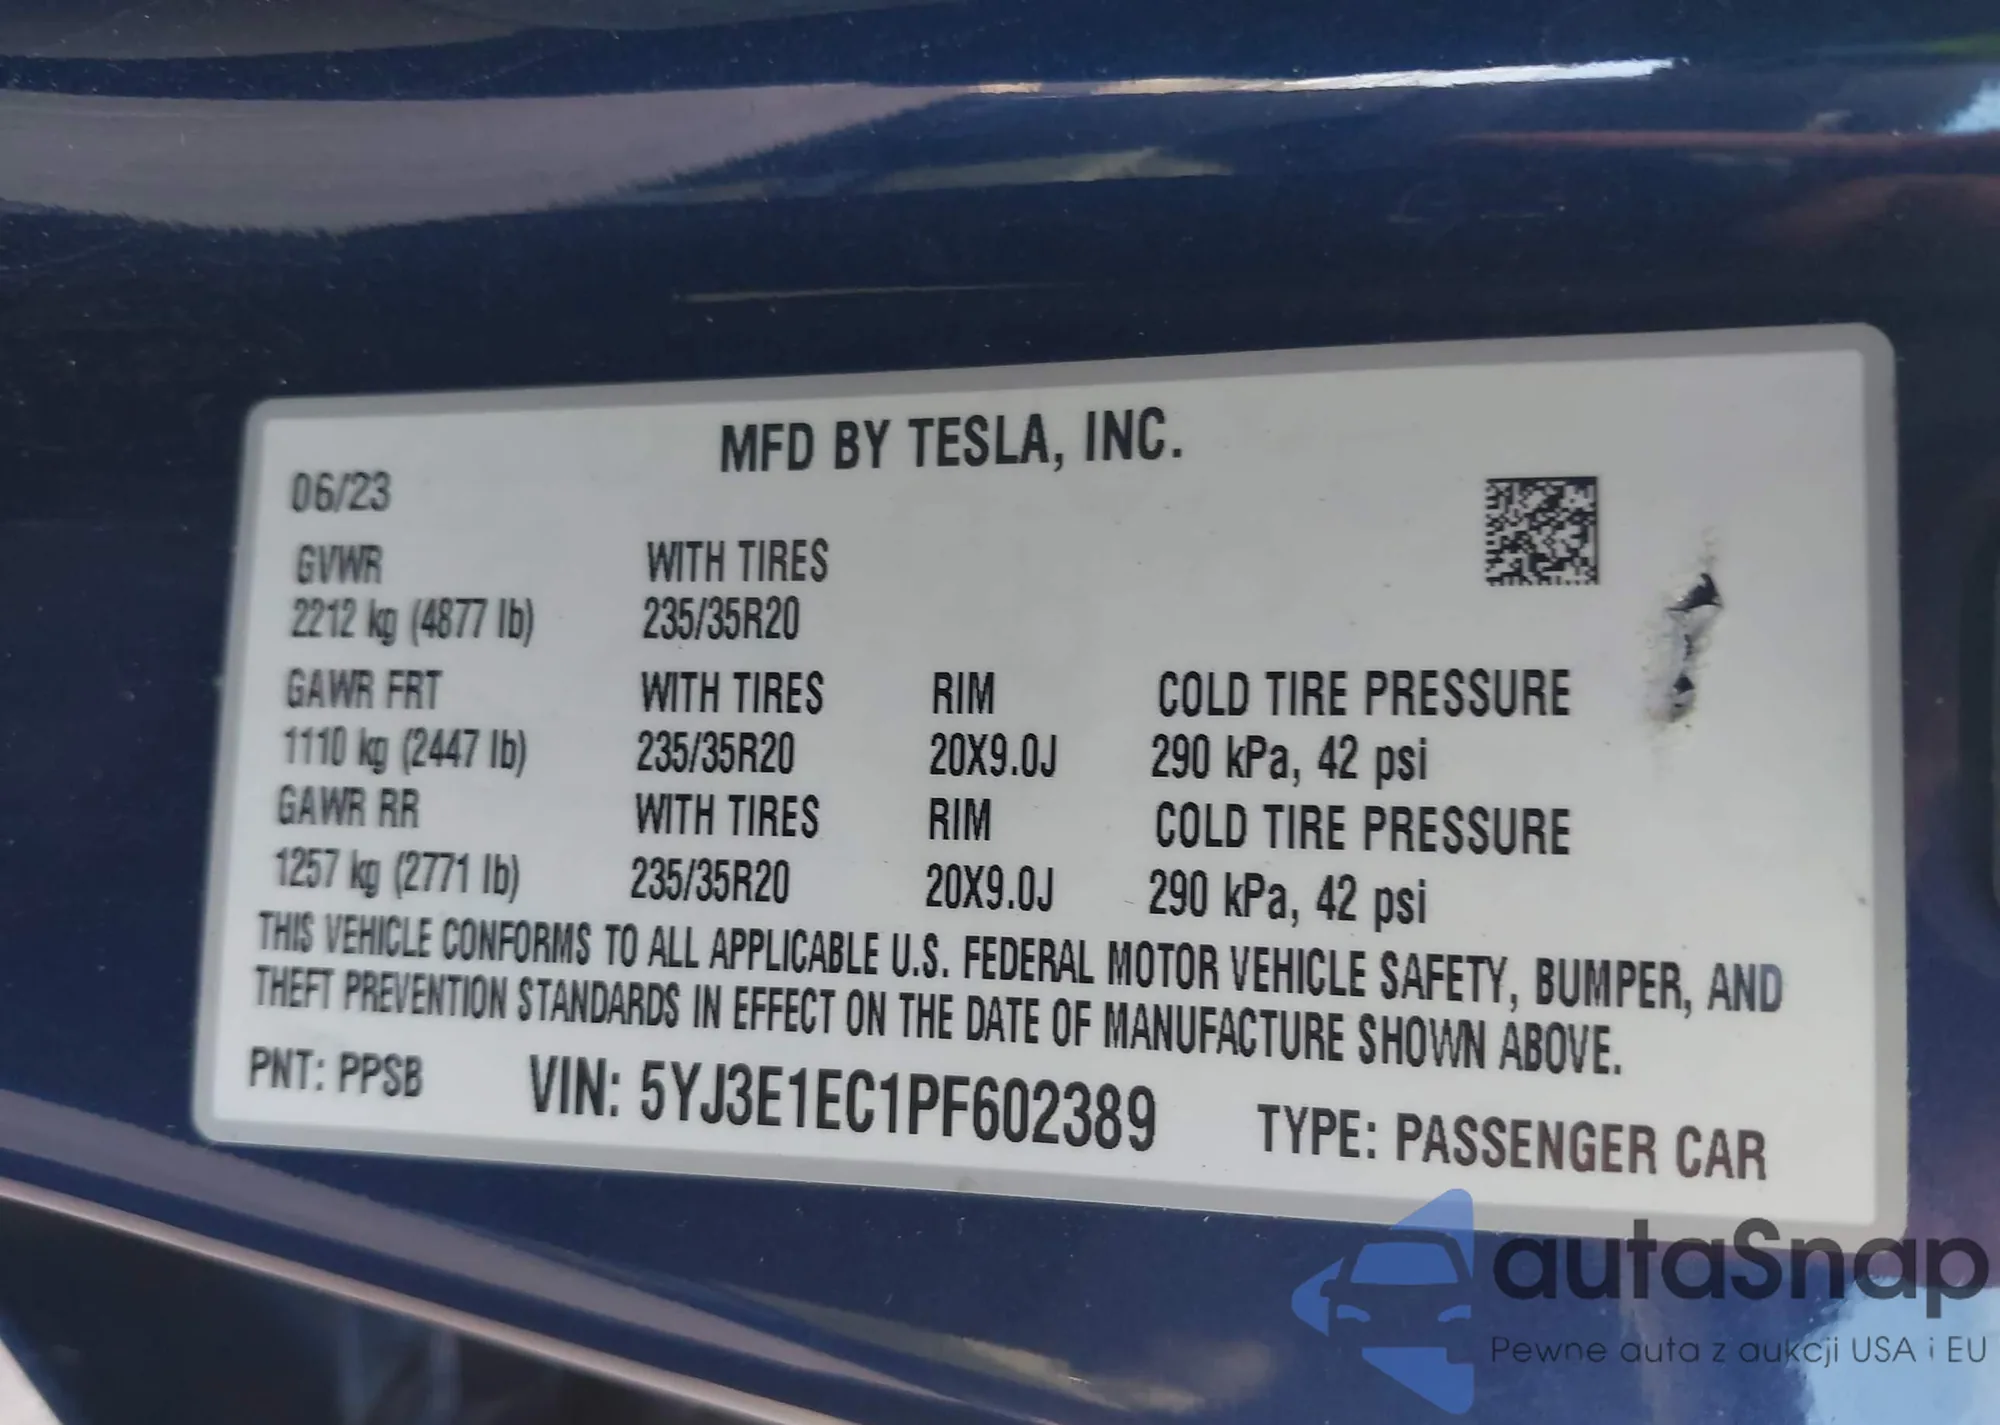 MFD BY TESLA, INC.
06/23
GVWR WITH TIRES
2212 kg (4877 lb) 235/35R20
GAWR FRT WITH TIRES RIM COLD TIRE PRESSURE
1110 kg (2447 lb) 235/35R20 20X9.0J 290 kPa, 42 psi
GAWR RR WITH TIRES RIM COLD TIRE PRESSURE
1257 kg (2771 lb) 235/35R20 20X9.0J 290 kPa, 42 psi
THIS VEHICLE CONFORMS TO ALL APPLICABLE U.S. FEDERAL MOTOR VEHICLE SAFETY, BUMPER, AND
THEFT PREVENTION STANDARDS IN EFFECT ON THE DATE OF MANUFACTURE SHOWN ABOVE.
PNT: PPSB VIN: 5YJ3E1EC1PF602389 TYPE: PASSENGER CAR
autaSnap
Pewne auta z aukcji USA i EU